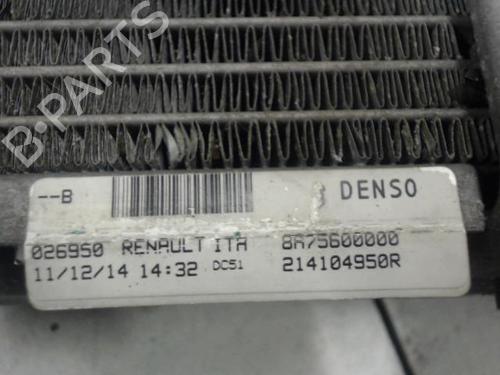 B-PARTS
--B
DENSO
026950 RENAULT ITA 8A75600000
11/12/14 14:32 DC51 214104950R